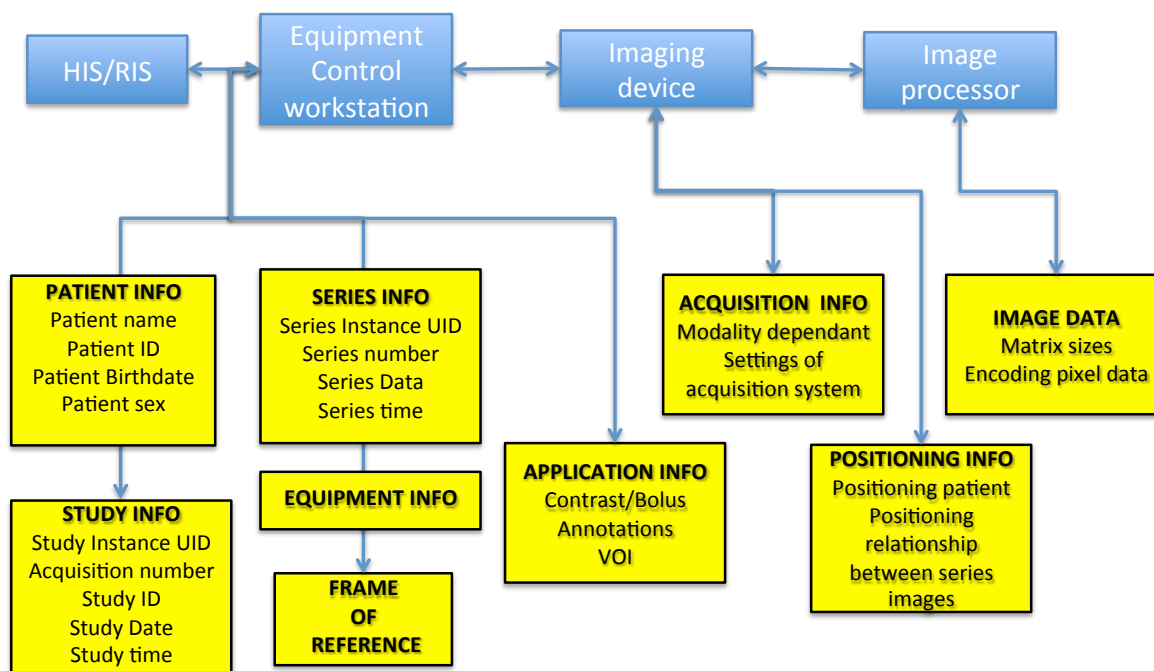 HIS/RIS
Equipment
Control
workstation
Imaging
device
Image
processor
PATIENT INFO
Patient name
Patient ID
Patient Birthdate
Patient sex
SERIES INFO
Series Instance UID
Series number
Series Data
Series time
ACQUISITION INFO
Modality dependant
Settings of
acquisition system
IMAGE DATA
Matrix sizes
Encoding pixel data
STUDY INFO
Study Instance UID
Acquisition number
Study ID
Study Date
Study time
EQUIPMENT INFO
FRAME
OF
REFERENCE
APPLICATION INFO
Contrast/Bolus
Annotations
VOI
POSITIONING INFO
Positioning patient
Positioning
relationship
between series
images